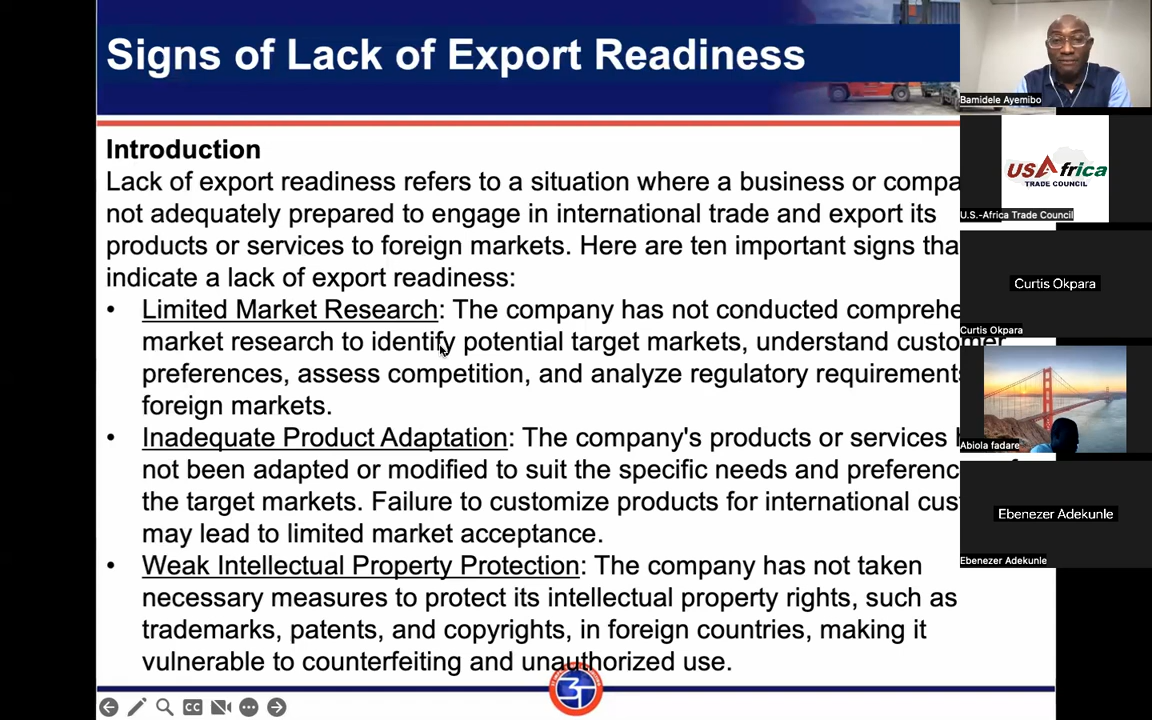 Signs of Lack of Export Readiness
Introduction
Lack of export readiness refers to a situation where a business or compa
not adequately prepared to engage in international trade and export its
products or services to foreign markets. Here are ten important signs tha
indicate a lack of export readiness:
• Limited Market Research: The company has not conducted comprehe
market research to identify potential target markets, understand customer
preferences, assess competition, and analyze regulatory requirements
foreign markets.
• Inadequate Product Adaptation: The company's products or services
not been adapted or modified to suit the specific needs and preferenc
the target markets. Failure to customize products for international cus
may lead to limited market acceptance.
• Weak Intellectual Property Protection: The company has not taken
necessary measures to protect its intellectual property rights, such as
trademarks, patents, and copyrights, in foreign countries, making it
vulnerable to counterfeiting and unauthorized use.
3T
CC
Bamidele Ayemibo
USAfrica
TRADE COUNCIL
U.S.-Africa Trade Council
Curtis Okpara
Curtis Okpara
Abiola fadare
Ebenezer Adekunle
Ebenezer Adekunle